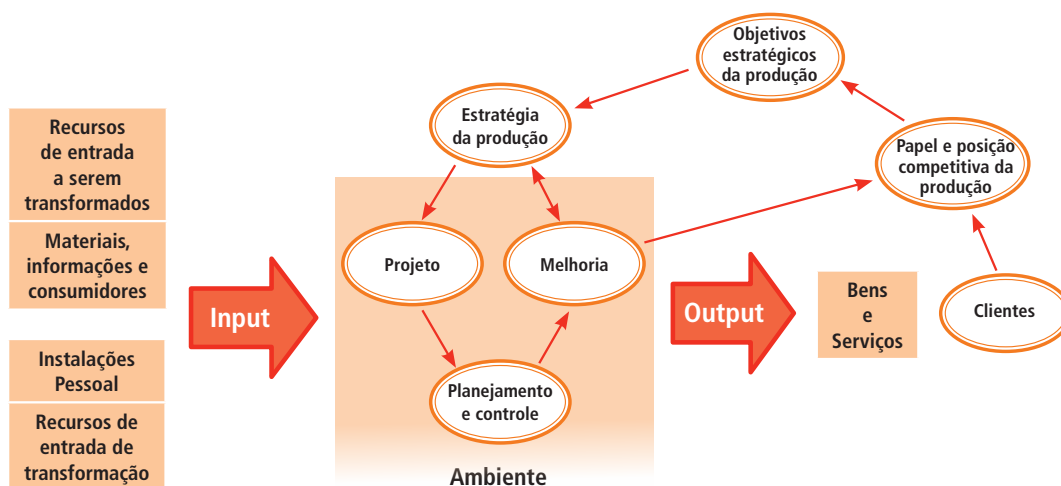 Objetivos
estratégicos
da produção
Estratégia
da produção
Papel e posição
competitiva da
produção
Recursos
de entrada
a serem
transformados
Materiais,
informações e
consumidores
Instalações
Pessoal
Recursos de
entrada de
transformação
Input
Projeto
Melhoria
Planejamento
e controle
Ambiente
Output
Bens
e
Serviços
Clientes